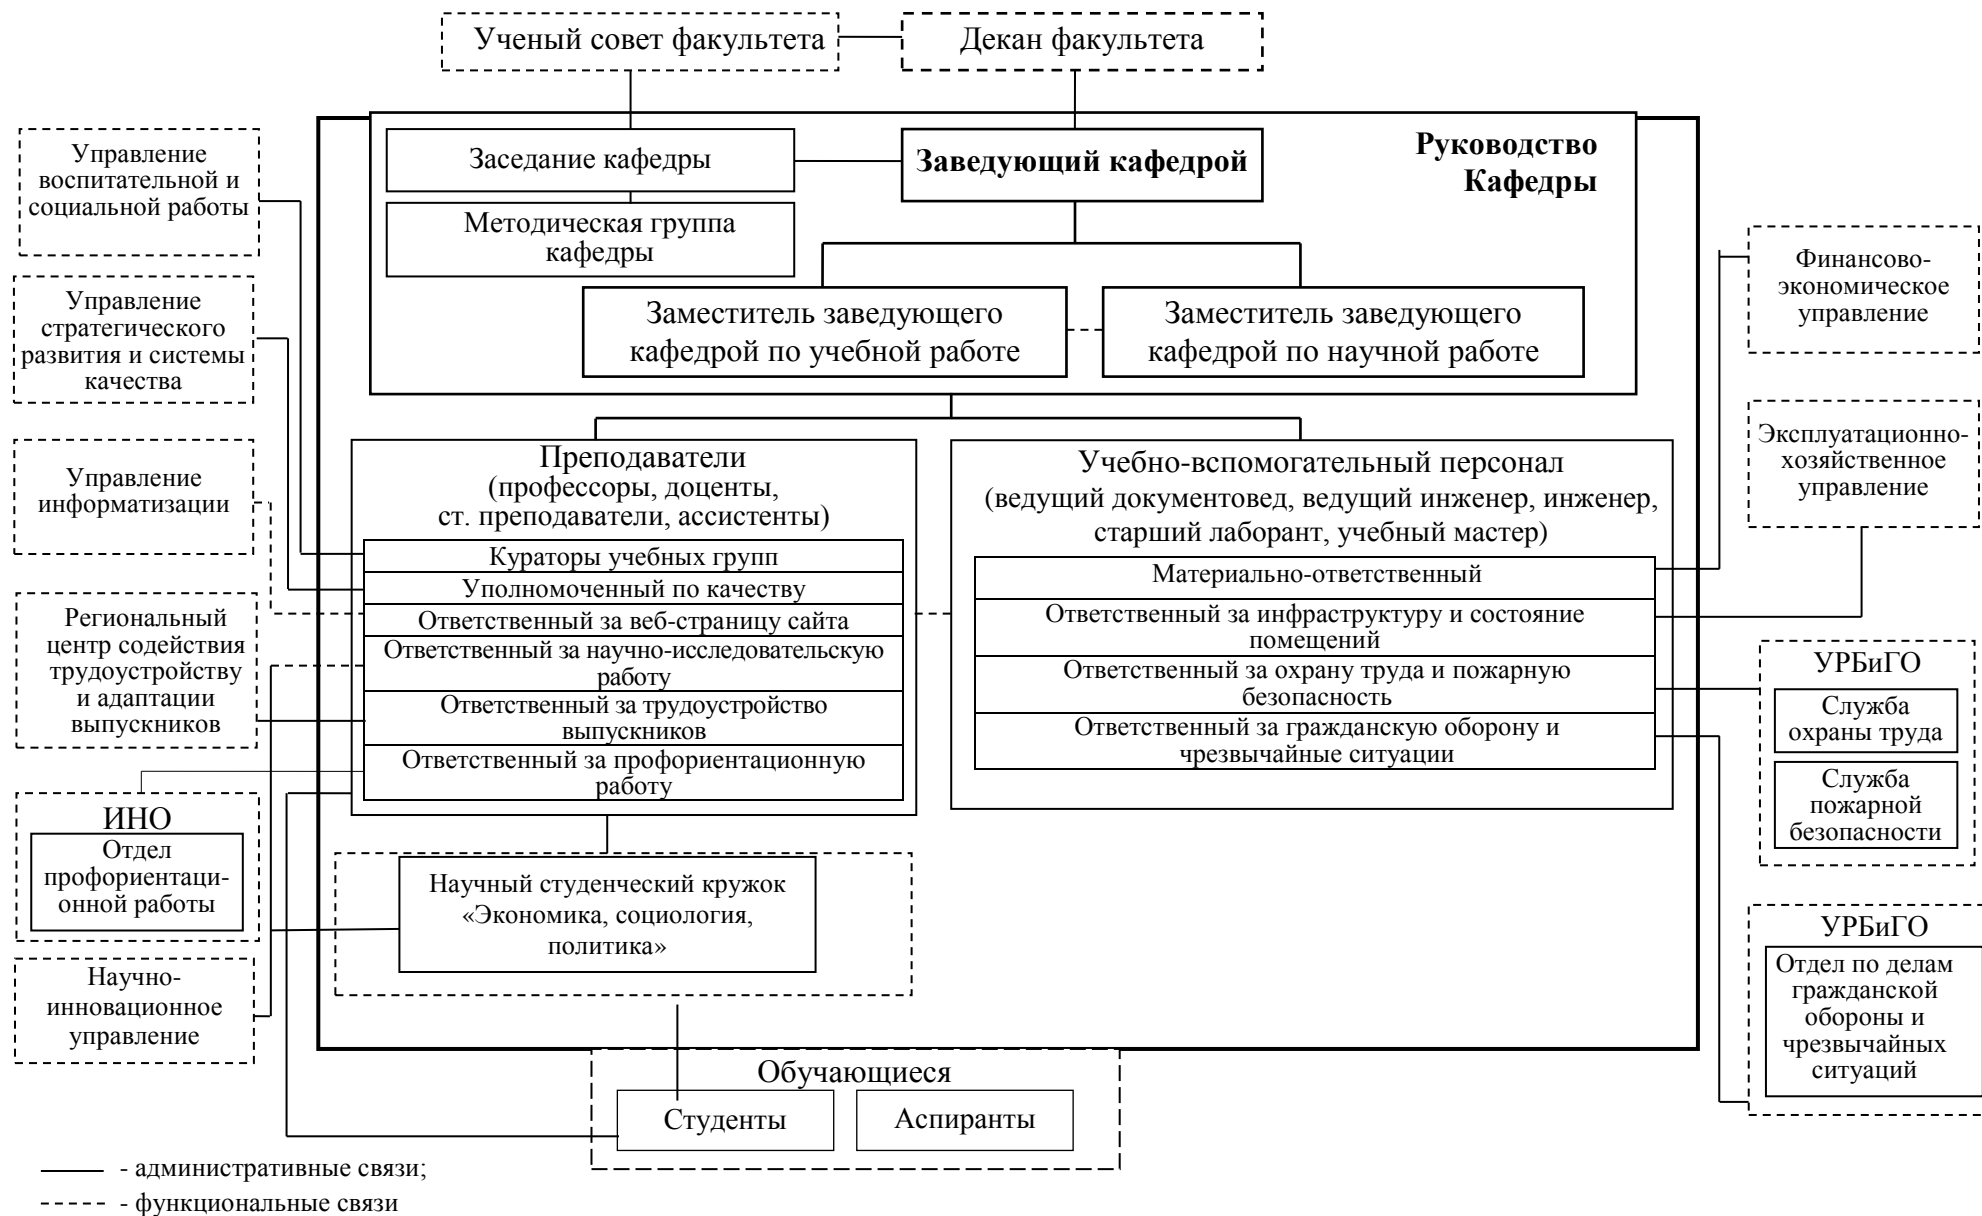 Ученый совет факультета
Декан факультета
Руководство
Кафедры
Заседание кафедры
Заведующий кафедрой
Методическая группа
кафедры
Заместитель заведующего
кафедрой по учебной работе
Заместитель заведующего
кафедрой по научной работе
Управление
воспитательной и
социальной работы
Управление
стратегического
развития и системы
качества
Управление
информатизации
Региональный
центр содействия
трудоустройству
и адаптации
выпускников
ИНО
Отдел
профориентаци-
онной работы
Научно-
инновационное
управление
Преподаватели
(профессоры, доценты,
ст. преподаватели, ассистенты)
Кураторы учебных групп
Уполномоченный по качеству
Ответственный за веб-страницу сайта
Ответственный за научно-исследовательскую
работу
Ответственный за трудоустройство
выпускников
Ответственный за профориентационную
работу
Учебно-вспомогательный персонал
(ведущий документовед, ведущий инженер, инженер,
старший лаборант, учебный мастер)
Материально-ответственный
Ответственный за инфраструктуру и состояние
помещений
Ответственный за охрану труда и пожарную
безопасность
Ответственный за гражданскую оборону и
чрезвычайные ситуации
Финансово-
экономическое
управление
Эксплуатационно-
хозяйственное
управление
УРБиГО
Служба
охраны труда
Служба
пожарной
безопасности
УРБиГО
Отдел по делам
гражданской
обороны и
чрезвычайных
ситуаций
Научный студенческий кружок
«Экономика, социология,
политика»
Обучающиеся
Студенты
Аспиранты
- административные связи;
- функциональные связи